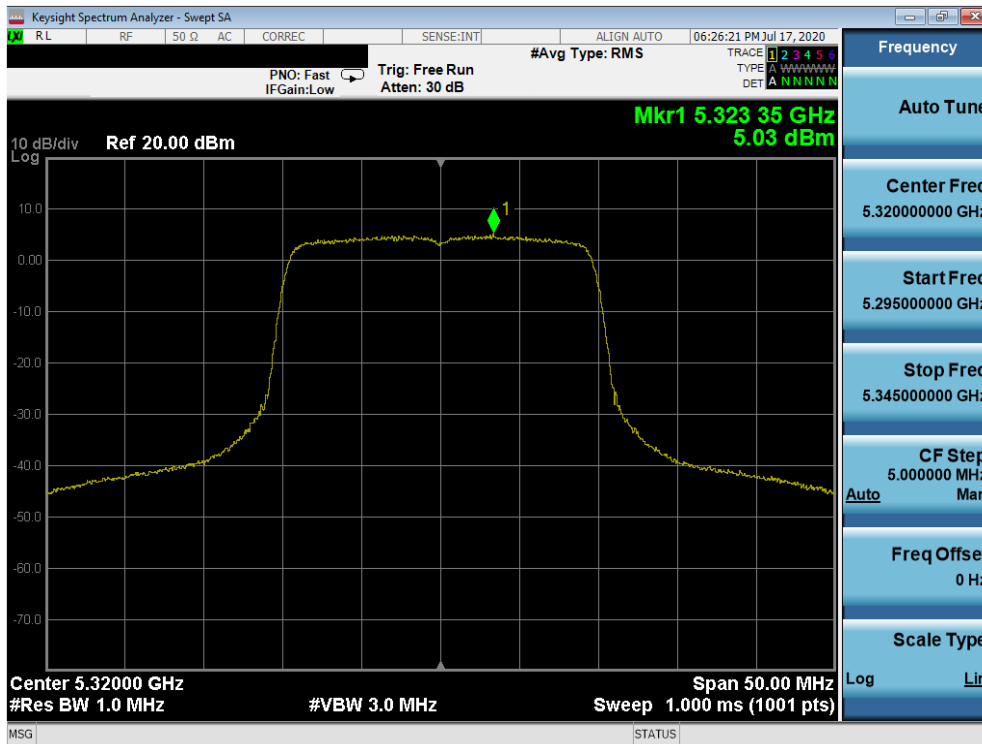 Keysight Spectrum Analyzer - Swept SA
LXI RL RF 50 Ω AC CORREC SENSE:INT ALIGN AUTO 06:26:21 PM Jul 17, 2020
#Avg Type: RMS
TRACE 1 2 3 4 5 6
TYPE A WWWWW
DET A N N N N N
PNO: Fast
IFGain:Low
Trig: Free Run
Atten: 30 dB
Mkr1 5.323 35 GHz
5.03 dBm
10 dB/div Ref 20.00 dBm
Log
10.0
0.00
-10.0
-20.0
-30.0
-40.0
-50.0
-60.0
-70.0
1
Center 5.32000 GHz
Span 50.00 MHz
#Res BW 1.0 MHz
#VBW 3.0 MHz
Sweep 1.000 ms (1001 pts)
MSG
STATUS
Frequency
Auto Tune
Center Freq
5.320000000 GHz
Start Freq
5.295000000 GHz
Stop Freq
5.345000000 GHz
CF Step
5.000000 MHz
Auto Man
Freq Offset
0 Hz
Scale Type
Log Lin